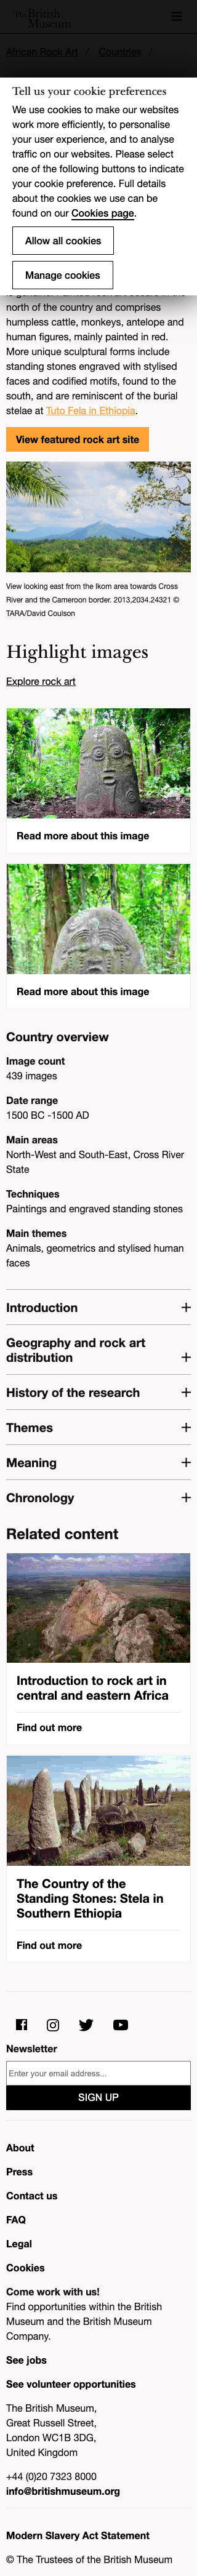 The British
Museum
African Rock Art / Countries /
Tell us your cookie preferences
We use cookies to make our websites
work more efficiently, to personalise
your user experience, and to analyse
traffic on our websites. Please select
one of the following buttons to indicate
your cookie preference. Full details
about the cookies we use can be
found on our Cookies page.
Allow all cookies
Manage cookies
north of the country and comprises
humpless cattle, monkeys, antelope and
human figures, mainly painted in red.
More unique sculptural forms include
standing stones engraved with stylised
faces and codified motifs, found to the
south, and are reminiscent of the burial
stelae at Tuto Fela in Ethiopia.
View featured rock art site
View looking east from the Ikom area towards Cross
River and the Cameroon border. 2013,2034.24321 ©
TARA/David Coulson
Highlight images
Explore rock art
Read more about this image
Read more about this image
Country overview
Image count
439 images
Date range
1500 BC -1500 AD
Main areas
North-West and South-East, Cross River
State
Techniques
Paintings and engraved standing stones
Main themes
Animals, geometrics and stylised human
faces
Introduction +
Geography and rock art
distribution +
History of the research +
Themes +
Meaning +
Chronology +
Related content
Introduction to rock art in
central and eastern Africa
Find out more
The Country of the
Standing Stones: Stela in
Southern Ethiopia
Find out more
Newsletter
Enter your email address...
SIGN UP
About
Press
Contact us
FAQ
Legal
Cookies
Come work with us!
Find opportunities within the British
Museum and the British Museum
Company.
See jobs
See volunteer opportunities
The British Museum,
Great Russell Street,
London WC1B 3DG,
United Kingdom
+44 (0)20 7323 8000
info@britishmuseum.org
Modern Slavery Act Statement
© The Trustees of the British Museum